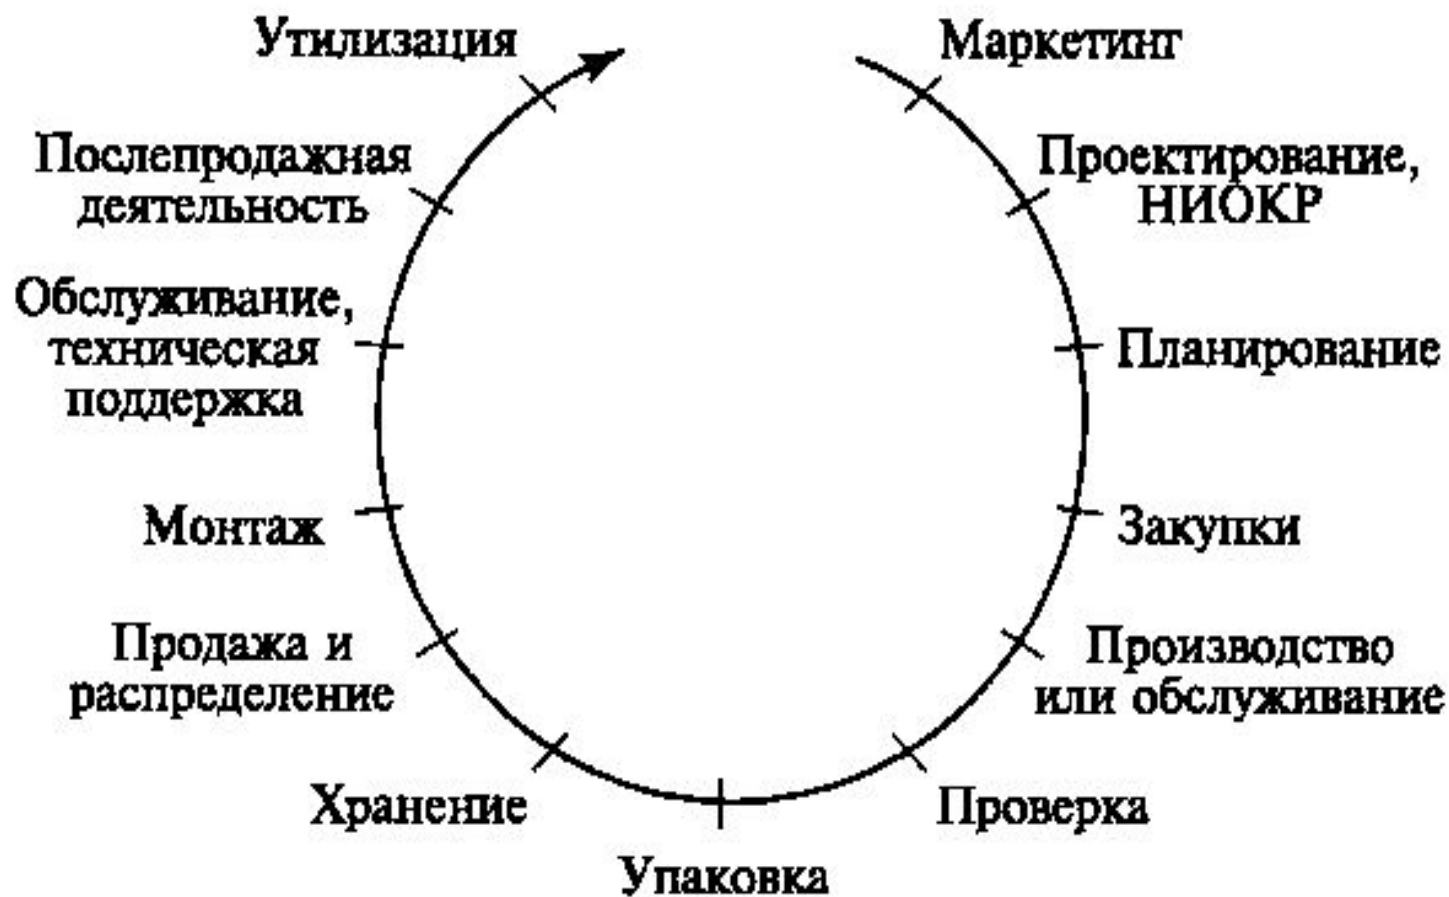 Маркетинг
Проектирование,
НИОКР
Планирование
Закупки
Производство
или обслуживание
Проверка
Упаковка
Хранение
Продажа и
распределение
Монтаж
Обслуживание,
техническая
поддержка
Послепродажная
деятельность
Утилизация